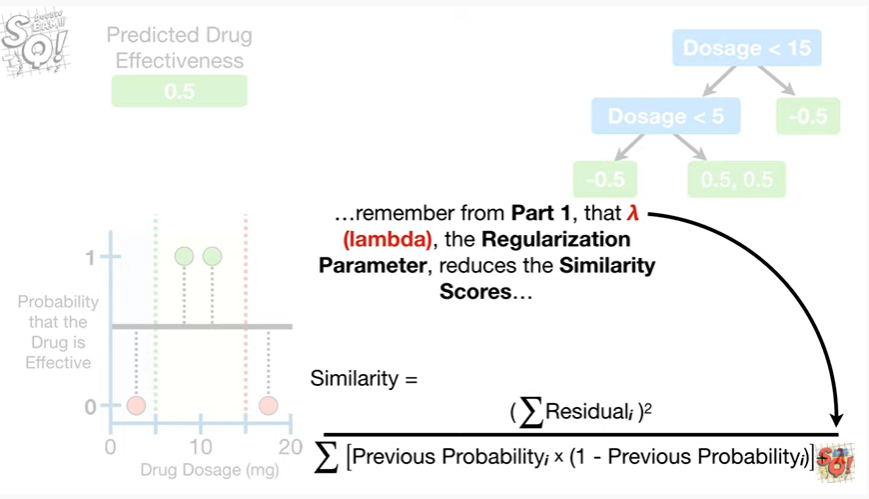 Predicted Drug
Effectiveness
0.5
Dosage < 15
Dosage < 5
-0.5
-0.5
0.5, 0.5
…remember from Part 1, that λ
(lambda), the Regularization
Parameter, reduces the Similarity
Scores…
1
Probability
that the
Drug is
Effective
0
0
10
20
Drug Dosage (mg)
Similarity =
(∑Residualᵢ)²
∑ [Previous Probabilityᵢ x (1 - Previous Probabilityᵢ)]+
SQ!